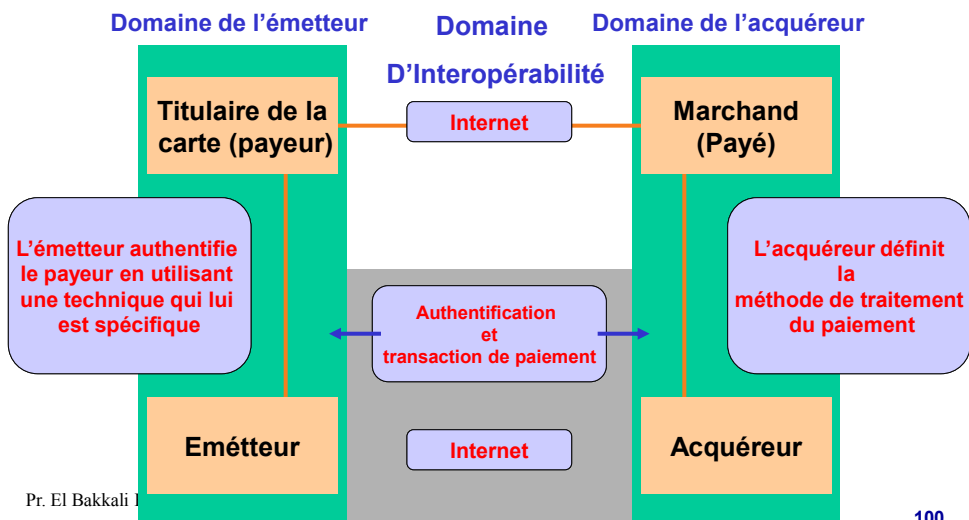 Domaine de l'émetteur
Domaine
D'Interopérabilité
Domaine de l'acquéreur
Titulaire de la
carte (payeur)
Internet
Marchand
(Payé)
L'émetteur authentifie
le payeur en utilisant
une technique qui lui
est spécifique
Authentification
et
transaction de paiement
L'acquéreur définit
la
méthode de traitement
du paiement
Emétteur
Internet
Acquéreur
Pr. El Bakkali
100